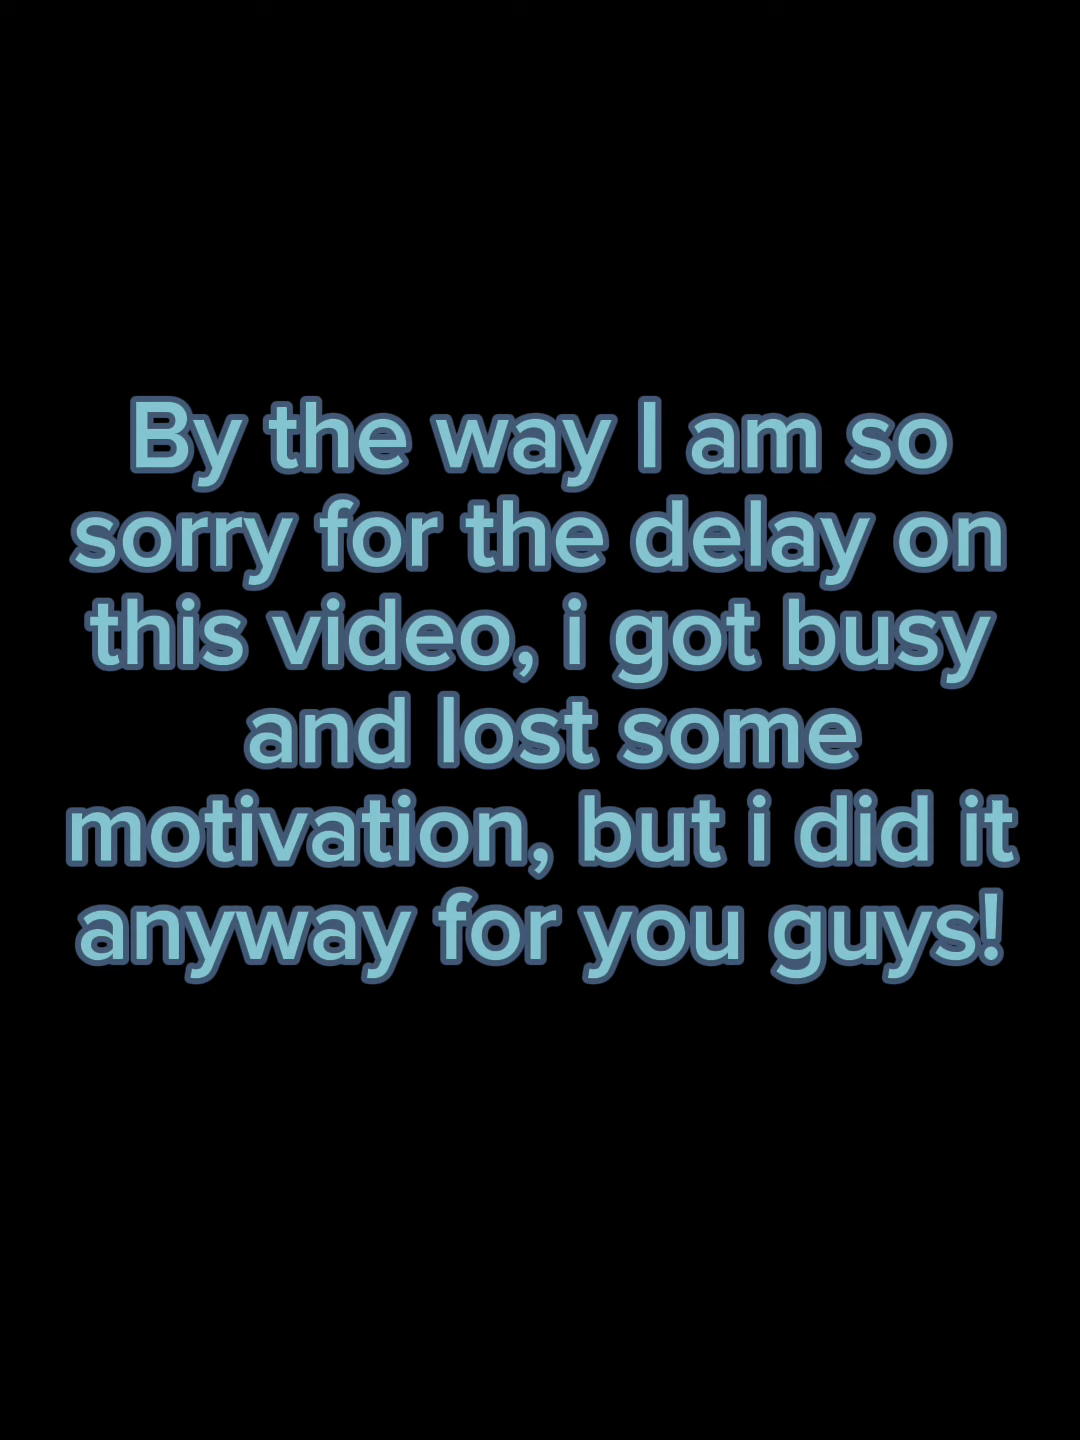 By the way I am so
sorry for the delay on
this video, i got busy
and lost some
motivation, but i did it
anyway for you guys!